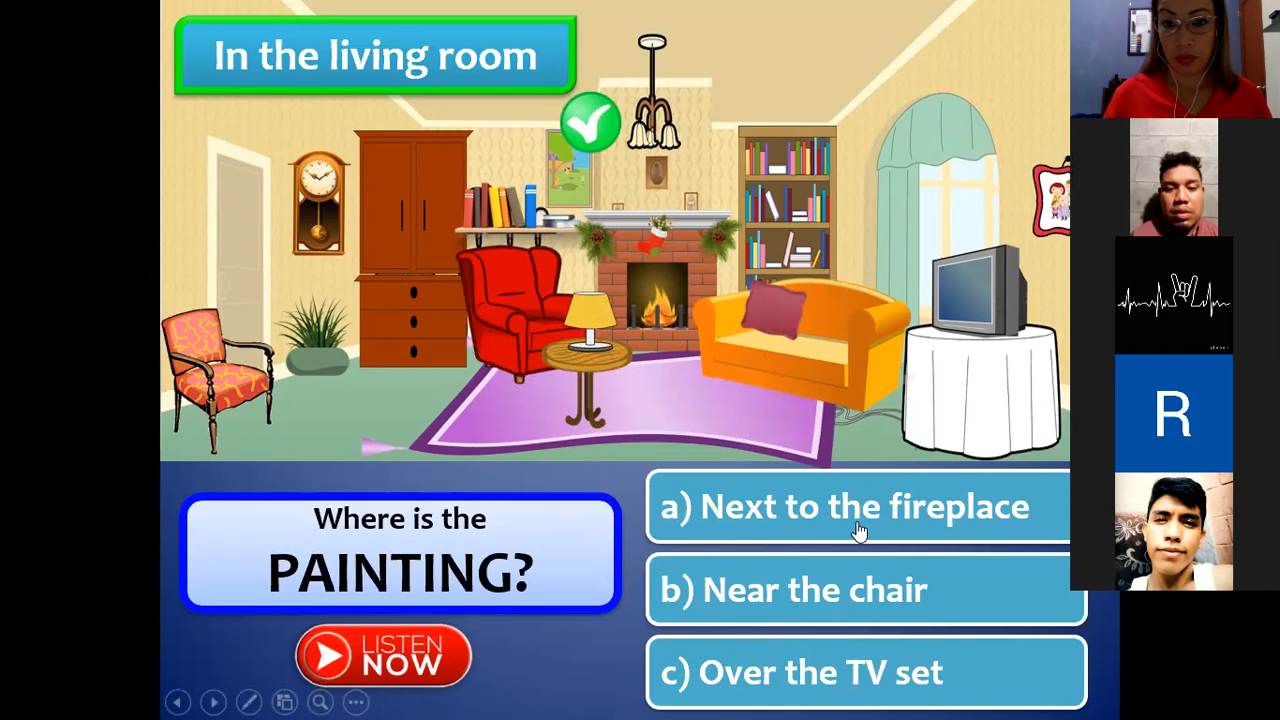 In the living room
Where is the
PAINTING?
LISTEN
NOW
a) Next to the fireplace
b) Near the chair
c) Over the TV set
R